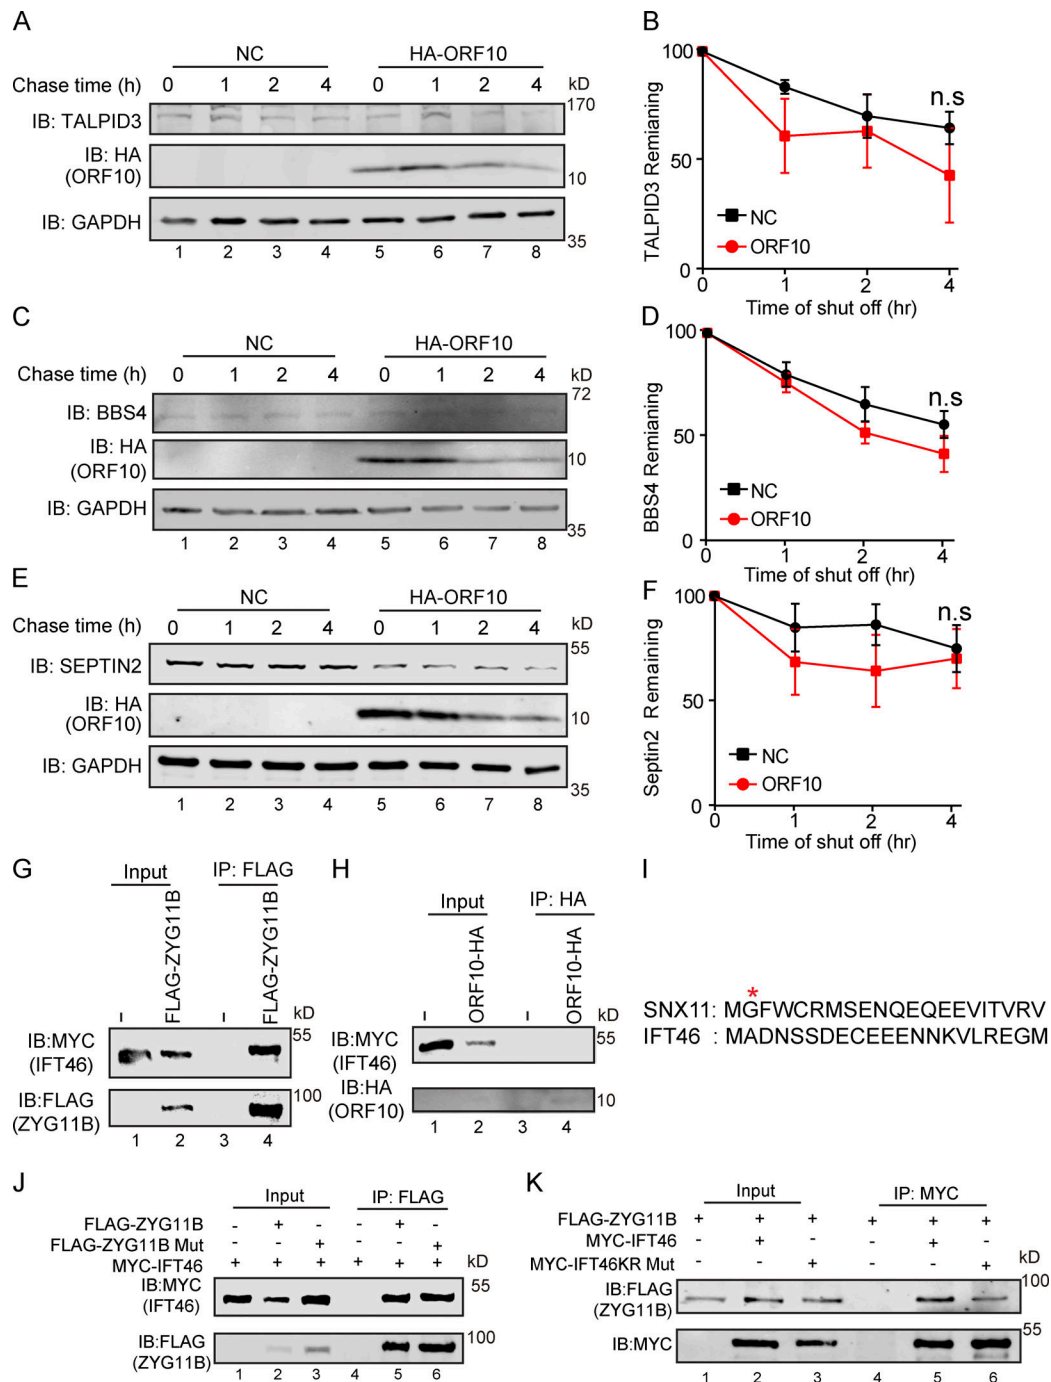 A
NC HA-ORF10
Chase time (h) 0 1 2 4 0 1 2 4 kD
IB: TALPID3 170
IB: HA
(ORF10) 10
IB: GAPDH 35
1 2 3 4 5 6 7 8
B
TALPID3 Remianing
100
50
0
n.s
NC
ORF10
0 1 2 4
Time of shut off (hr)
C
NC HA-ORF10
Chase time (h) 0 1 2 4 0 1 2 4 kD
IB: BBS4 72
IB: HA
(ORF10) 10
IB: GAPDH 35
1 2 3 4 5 6 7 8
D
BBS4 Remianing
100
50
0
n.s
NC
ORF10
0 1 2 4
Time of shut off (hr)
E
NC HA-ORF10
Chase time (h) 0 1 2 4 0 1 2 4 kD
IB: SEPTIN2 55
IB: HA
(ORF10) 10
IB: GAPDH 35
1 2 3 4 5 6 7 8
F
Septin2 Remaining
100
50
0
n.s
NC
ORF10
0 1 2 4
Time of shut off (hr)
G
Input IP: FLAG
– FLAG-ZYG11B – FLAG-ZYG11B kD
IB:MYC
(IFT46) 55
IB:FLAG
(ZYG11B) 100
1 2 3 4
H
Input IP: HA
– ORF10-HA – ORF10-HA kD
IB:MYC
(IFT46) 55
IB:HA
(ORF10) 10
1 2 3 4
I
*
SNX11: MGFWCRMSENQEQEEVITVRV
IFT46 : MADNSSDECEEENNKVLREGM
J
Input IP: FLAG
FLAG-ZYG11B - + - - + -
FLAG-ZYG11B Mut - - + - - +
MYC-IFT46 + + + + + + kD
IB:MYC
(IFT46) 55
IB:FLAG
(ZYG11B) 100
1 2 3 4 5 6
K
Input IP: MYC
FLAG-ZYG11B + + + + + +
MYC-IFT46 - + - - + -
MYC-IFT46KR Mut - - + - - + kD
IB:FLAG
(ZYG11B) 100
IB:MYC 55
1 2 3 4 5 6